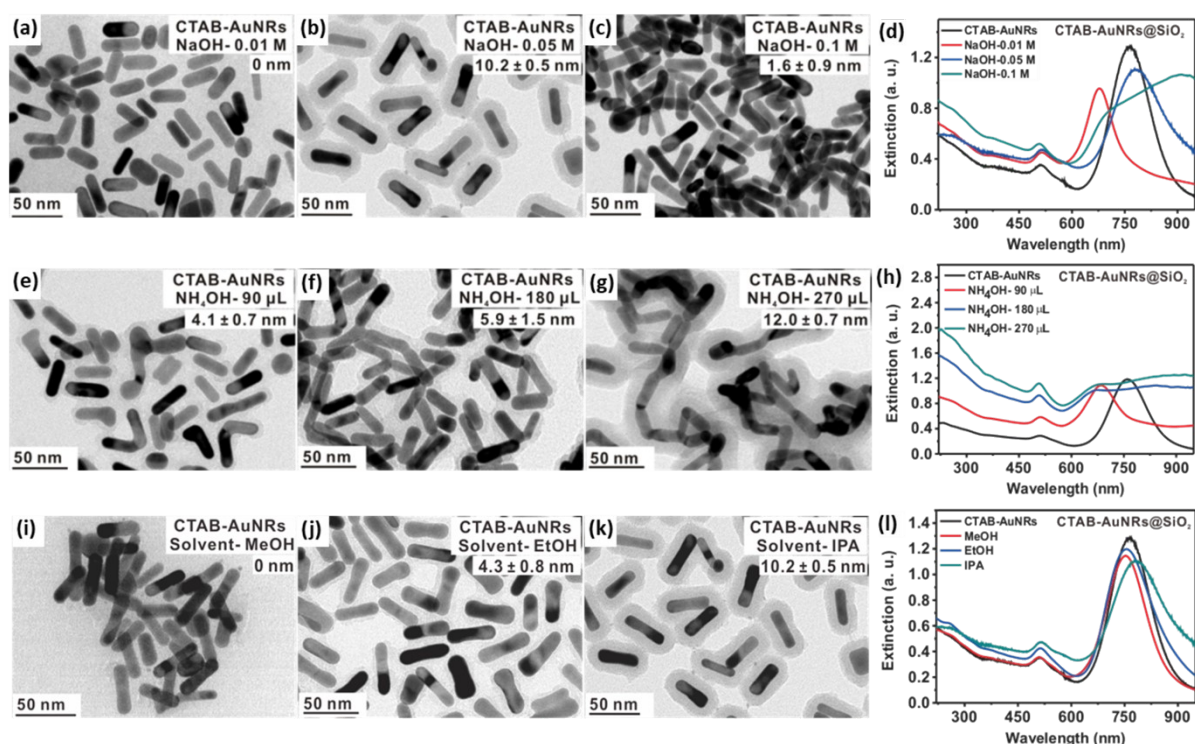 (a)
CTAB-AuNRs
NaOH- 0.01 M
0 nm
50 nm
(b)
CTAB-AuNRs
NaOH- 0.05 M
10.2 ± 0.5 nm
50 nm
(c)
CTAB-AuNRs
NaOH- 0.1 M
1.6 ± 0.9 nm
50 nm
(d)
CTAB-AuNRs
NaOH-0.01 M
NaOH-0.05 M
NaOH-0.1 M
CTAB-AuNRs@SiO₂
Extinction (a. u.)
1.2
0.8
0.4
0.0
300 450 600 750 900
Wavelength (nm)
(e)
CTAB-AuNRs
NH₄OH- 90 µL
4.1 ± 0.7 nm
50 nm
(f)
CTAB-AuNRs
NH₄OH- 180 µL
5.9 ± 1.5 nm
50 nm
(g)
CTAB-AuNRs
NH₄OH- 270 µL
12.0 ± 0.7 nm
50 nm
(h)
CTAB-AuNRs
NH₄OH- 90 µL
NH₄OH- 180 µL
NH₄OH- 270 µL
CTAB-AuNRs@SiO₂
Extinction (a. u.)
2.8
2.4
2.0
1.6
1.2
0.8
0.4
0.0
300 450 600 750 900
Wavelength (nm)
(i)
CTAB-AuNRs
Solvent- MeOH
0 nm
50 nm
(j)
CTAB-AuNRs
Solvent- EtOH
4.3 ± 0.8 nm
50 nm
(k)
CTAB-AuNRs
Solvent- IPA
10.2 ± 0.5 nm
50 nm
(l)
CTAB-AuNRs
MeOH
EtOH
IPA
CTAB-AuNRs@SiO₂
Extinction (a. u.)
1.4
1.2
1.0
0.8
0.6
0.4
0.2
0.0
300 450 600 750 900
Wavelength (nm)